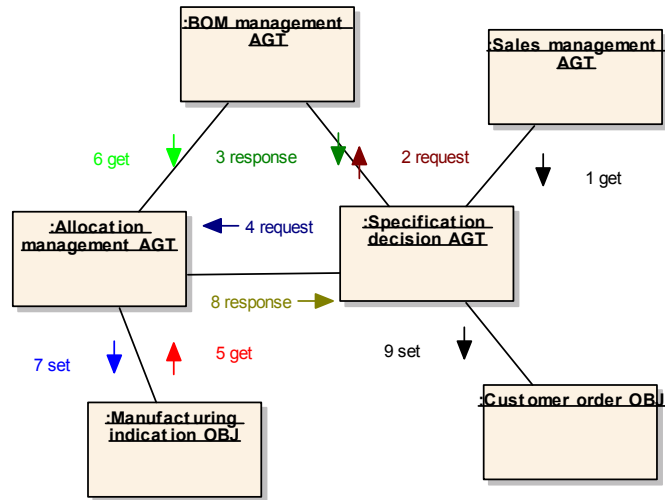 :BOM management
AGT
:Sales management
AGT
6 get
3 response
2 request
1 get
:Allocation
management AGT
4 request
:Specification
decision AGT
8 response
7 set
5 get
9 set
:Manufacturing
indication OBJ
:Customer order OBJ